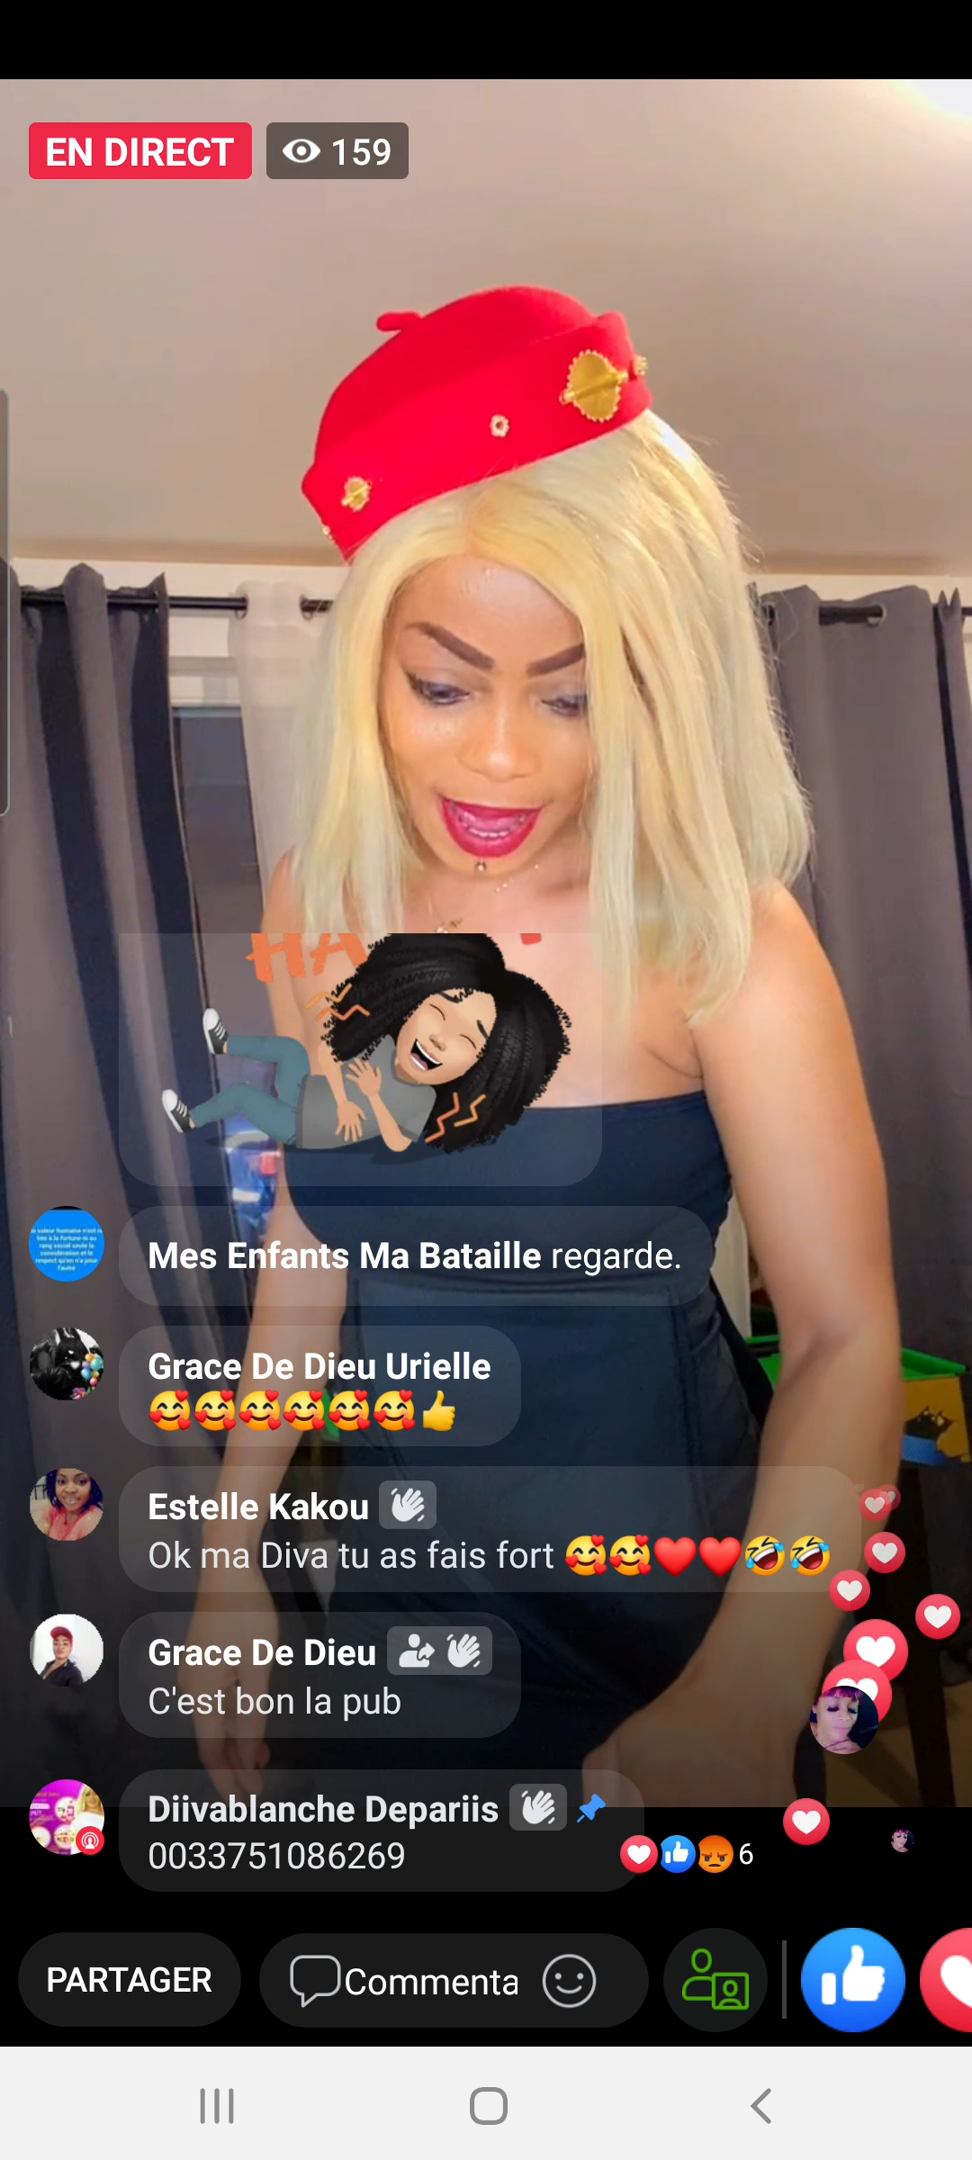 EN DIRECT
159
HA
Mes Enfants Ma Bataille regarde.
Grace De Dieu Urielle
🥰🥰🥰🥰🥰🥰👍
Estelle Kakou
Ok ma Diva tu as fais fort 🥰🥰❤️❤️🤣🤣
Grace De Dieu
C'est bon la pub
Diivablanche Depariis
0033751086269
6
PARTAGER
Commenta